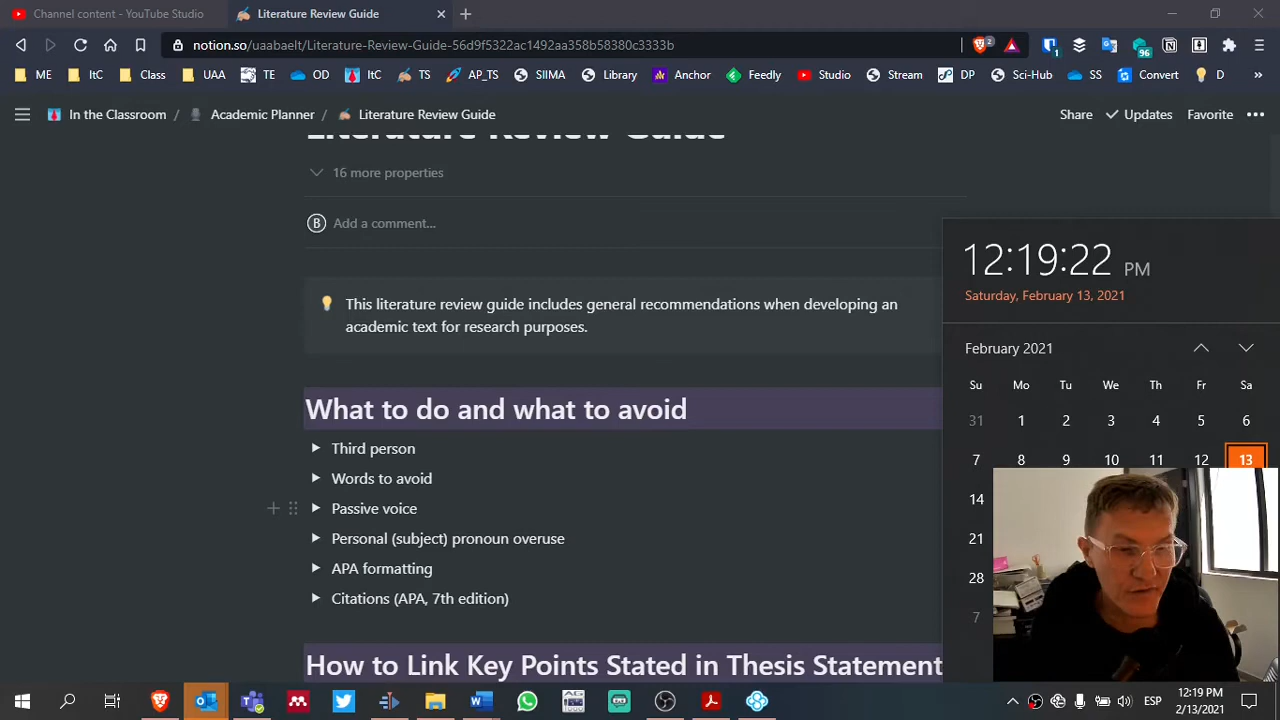 Channel content - YouTube Studio
Literature Review Guide
notion.so/uaabaelt/Literature-Review-Guide-56d9f5322ac1492aa358b58380c3333b
2
1
96
ME
ItC
Class
UAA
TE
OD
ItC
TS
AP_TS
SIIMA
Library
Anchor
Feedly
Studio
Stream
DP
Sci-Hub
SS
Convert
D
»
In the Classroom / Academic Planner / Literature Review Guide
Share
Updates
Favorite
Literature Review Guide
16 more properties
B
Add a comment...
This literature review guide includes general recommendations when developing an
academic text for research purposes.
What to do and what to avoid
Third person
Words to avoid
Passive voice
Personal (subject) pronoun overuse
APA formatting
Citations (APA, 7th edition)
How to Link Key Points Stated in Thesis Statement
12:19:22 PM
Saturday, February 13, 2021
February 2021
Su Mo Tu We Th Fr Sa
31 1 2 3 4 5 6
7 8 9 10 11 12 13
14
21
28
7
ESP
12:19 PM
2/13/2021